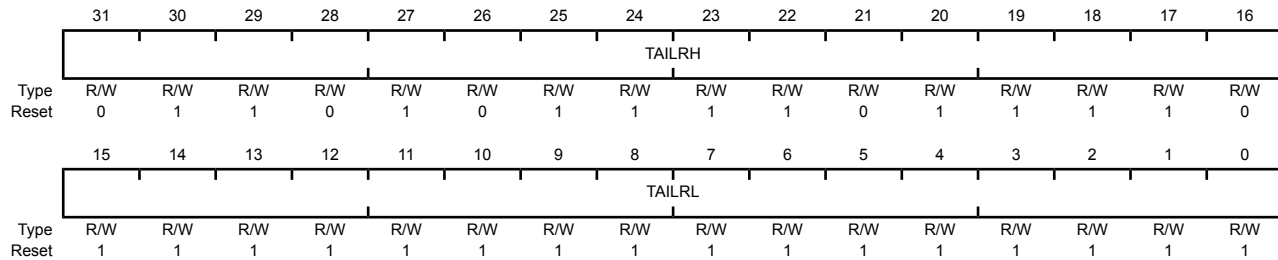 31 30 29 28 27 26 25 24 23 22 21 20 19 18 17 16
TAILRH
Type R/W R/W R/W R/W R/W R/W R/W R/W R/W R/W R/W R/W R/W R/W R/W R/W
Reset 0 1 1 0 1 0 1 1 1 1 0 1 1 1 1 0
15 14 13 12 11 10 9 8 7 6 5 4 3 2 1 0
TAILRL
Type R/W R/W R/W R/W R/W R/W R/W R/W R/W R/W R/W R/W R/W R/W R/W R/W
Reset 1 1 1 1 1 1 1 1 1 1 1 1 1 1 1 1